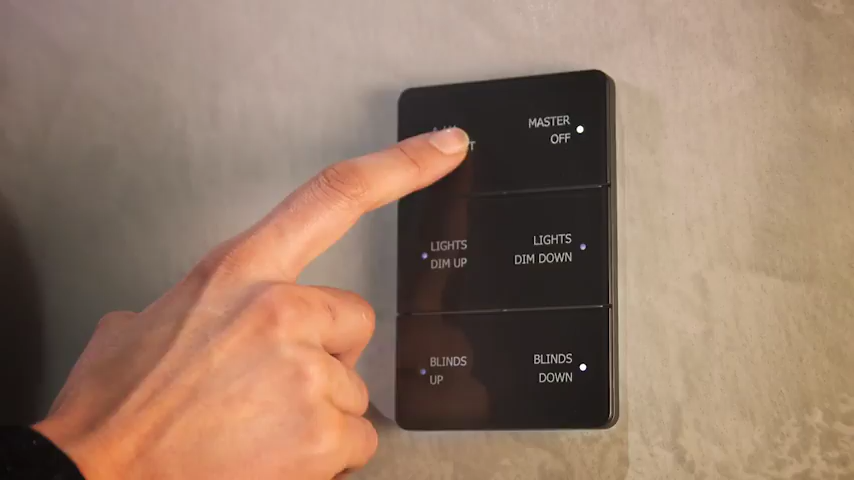 MASTER
OFF
LIGHTS
DIM UP
LIGHTS
DIM DOWN
BLINDS
UP
BLINDS
DOWN